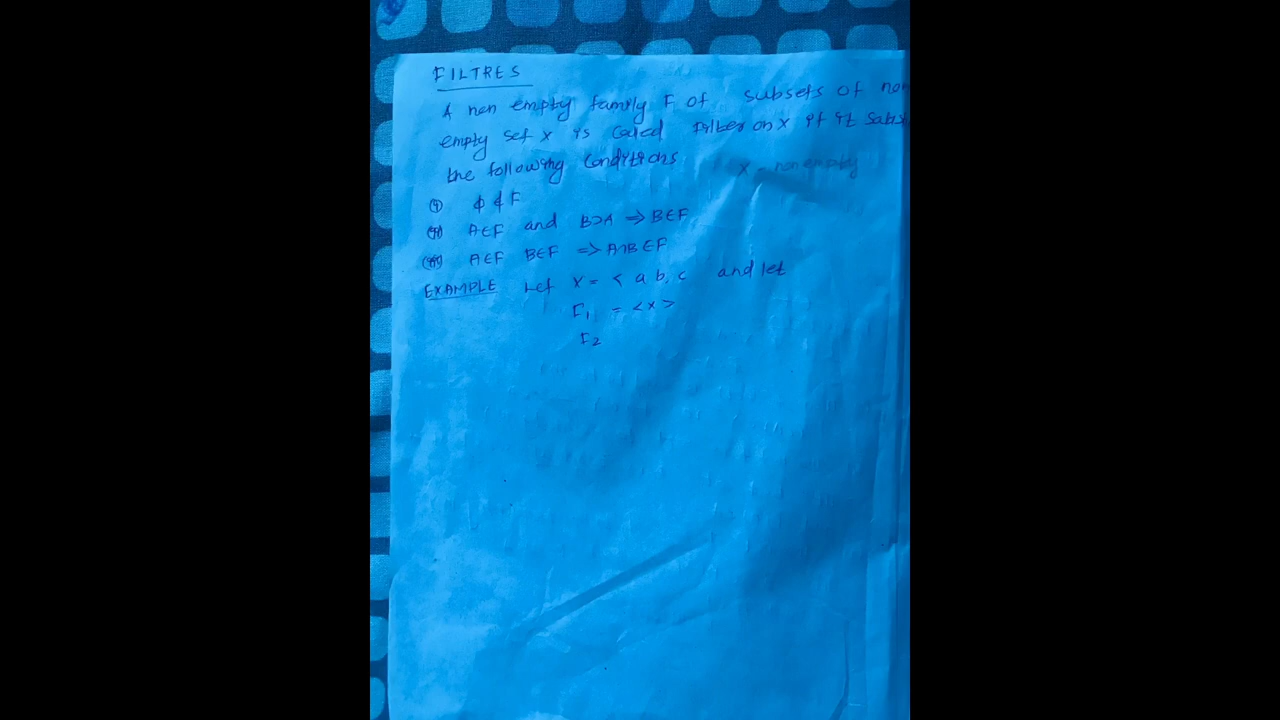 FILTRES
A non empty family F of subsets of non
empty set X is called Filter on X if it satis
the following conditions X = non empty
(i) ϕ ∉ F
(ii) A∈F and B⊃A ⇒ B∈F
(iii) A∈F B∈F => A∩B∈F
EXAMPLE Let X = < a b, c and let
F₁ = <X>
F₂